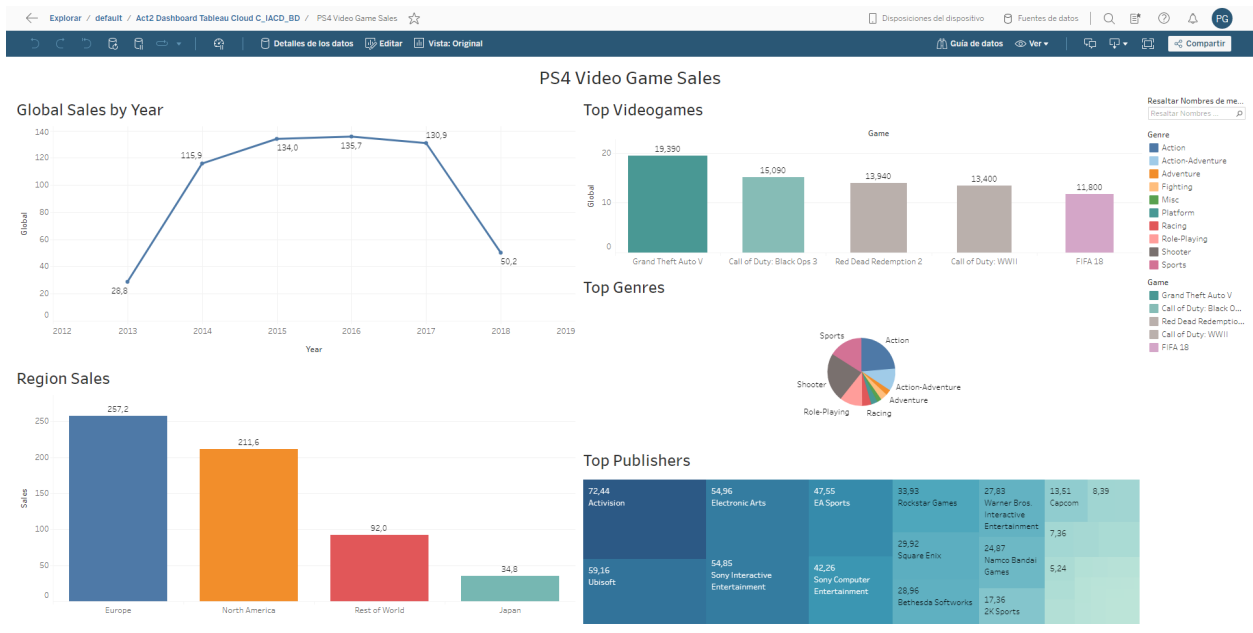 Explorar / default / Act2 Dashboard Tableau Cloud C_IACD_BD / PS4 Video Game Sales
Disposiciones del dispositivo
Fuentes de datos
PG
Detalles de los datos
Editar
Vista: Original
Guía de datos
Ver
Compartir
PS4 Video Game Sales
Global Sales by Year
140
120
100
80
60
40
20
0
Global
28,8
115,9
134,0
135,7
130,9
50,2
2012 2013 2014 2015 2016 2017 2018 2019
Year
Region Sales
250
200
150
100
50
0
Sales
257,2
211,6
92,0
34,8
Europe North America Rest of World Japan
Top Videogames
Game
20
10
0
Global
19,390
15,090
13,940
13,400
11,800
Grand Theft Auto V Call of Duty: Black Ops 3 Red Dead Redemption 2 Call of Duty: WWII FIFA 18
Top Genres
Sports
Action
Shooter
Action-Adventure
Adventure
Role-Playing
Racing
Top Publishers
72,44
Activision
59,16
Ubisoft
54,96
Electronic Arts
54,85
Sony Interactive
Entertainment
47,55
EA Sports
42,26
Sony Computer
Entertainment
33,93
Rockstar Games
29,92
Square Enix
28,96
Bethesda Softworks
27,83
Warner Bros.
Interactive
Entertainment
24,87
Namco Bandai
Games
17,36
2K Sports
13,51
Capcom
8,39
7,36
5,24
Resaltar Nombres de me...
Resaltar Nombres ...
Genre
Action
Action-Adventure
Adventure
Fighting
Misc
Platform
Racing
Role-Playing
Shooter
Sports
Game
Grand Theft Auto V
Call of Duty: Black O...
Red Dead Redemptio...
Call of Duty: WWII
FIFA 18